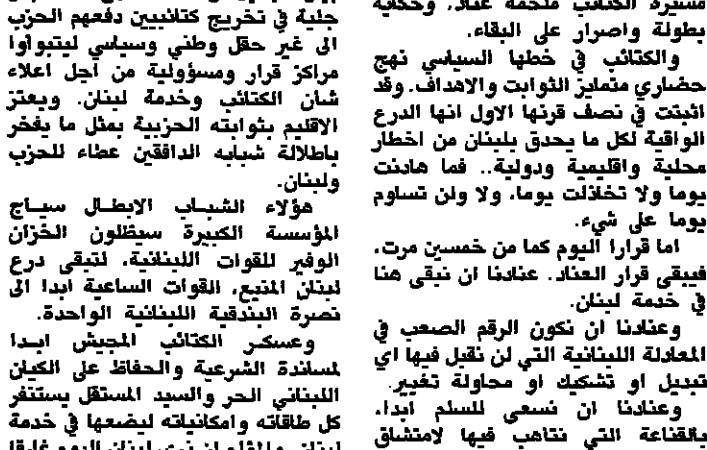 مسيرة الكتائب ملحمة عناد، وحكاية
بطولة واصرار على البقاء.
والكتائب في خطها السياسي نهج
حضاري متمايز الثوابت والاهداف. وقد
اثبتت في نصف قرنها الاول انها الدرع
الواقية لكل ما يحدق بلبنان من اخطار
محلية واقليمية ودولية.. فما هادنت
يوما ولا تخاذلت يوما، ولا ولن تساوم
يوما على شيء.
اما قرارا اليوم كما من خمسين مرت،
فيبقى قرار العناد. عنادنا ان نبقى هنا
في خدمة لبنان.
وعنادنا ان نكون الرقم الصعب في
المعادلة اللبنانية التي لن نقبل فيها اي
تبديل او تشكيك او محاولة تغيير.
وعنادنا ان نسعى للسلم ابدا،
بالقناعة التي نتاهب فيها لامتشاق
جلية في تخريج كتائبيين دفعهم الحزب
الى غير حقل وطني وسياسي ليتبواوا
مراكز قرار ومسؤولية من اجل اعلاء
شأن الكتائب وخدمة لبنان. ويعتز
الاقليم بثوابته الحزبية بمثل ما يفخر
باطلالة شبابه الدافقين عطاء للحزب
ولبنان.
هؤلاء الشباب الابطال سياج
المؤسسة الكبيرة سيظلون الخزان
الوفير للقوات اللبنانية، لتبقى درع
لبنان المنيع، القوات الساعية ابدا الى
نصرة البندقية اللبنانية الواحدة.
وعسكر الكتائب المجيش ابدا
لمساندة الشرعية والحفاظ على الكيان
اللبناني الحر والسيد المستقل يستنفر
كل طاقاته وامكانياته ليضعها في خدمة
لبنان